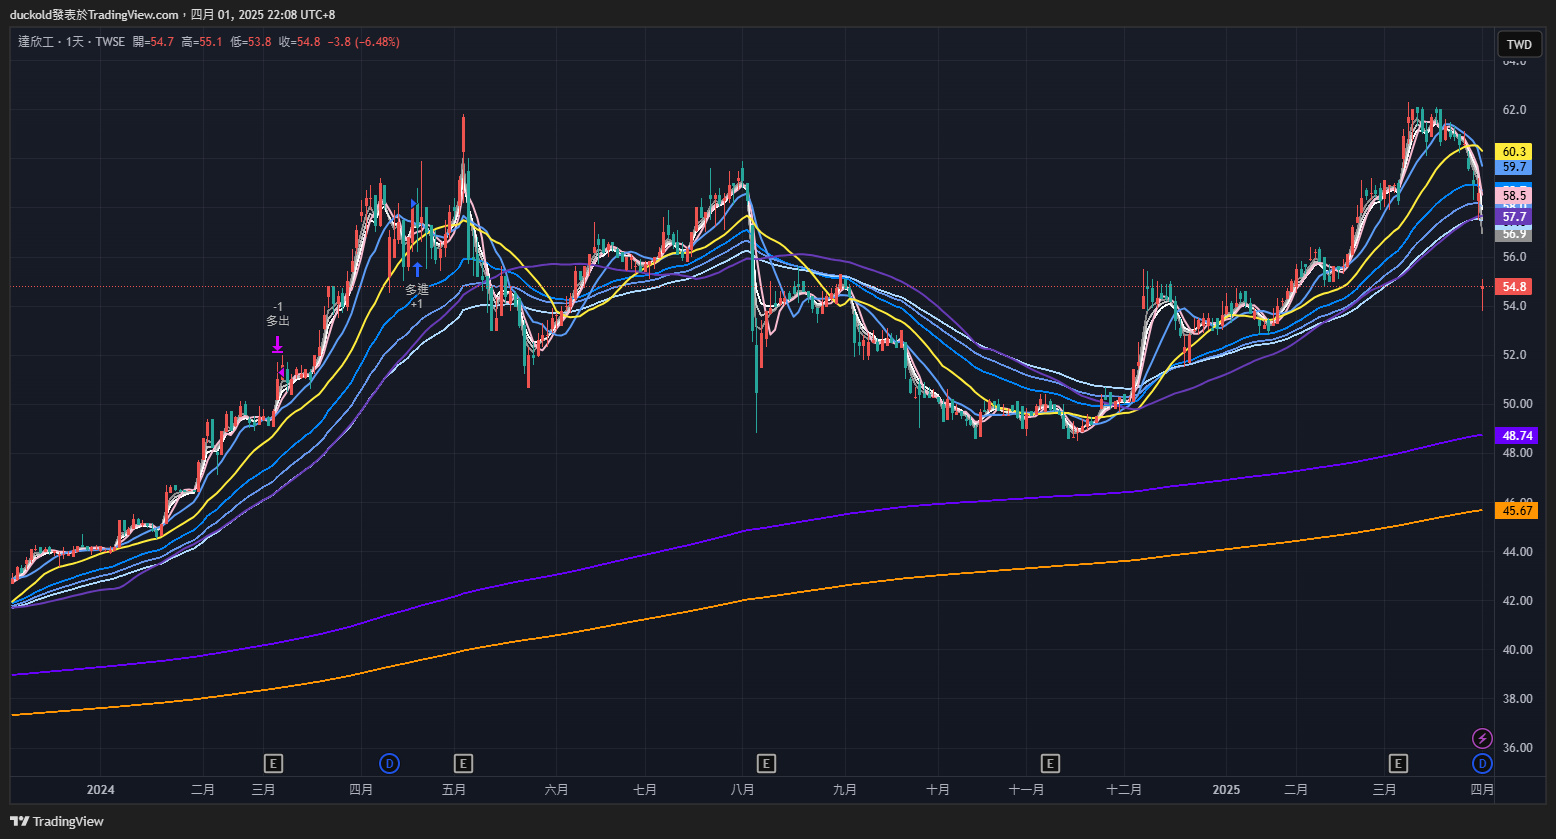 duckold發表於TradingView.com，四月 01, 2025 22:08 UTC+8
達欣工 · 1天 · TWSE 開=54.7 高=55.1 低=53.8 收=54.8 −3.8 (−6.48%)
TWD
64.0
62.0
60.3
59.7
58.5
57.7
56.9
56.0
54.8
54.0
52.0
50.00
48.74
48.00
46.00
45.67
44.00
42.00
40.00
38.00
36.00
-1
多出
多進
+1
E
D
E
E
E
E
D
2024
二月
三月
四月
五月
六月
七月
八月
九月
十月
十一月
十二月
2025
二月
三月
四月
TradingView